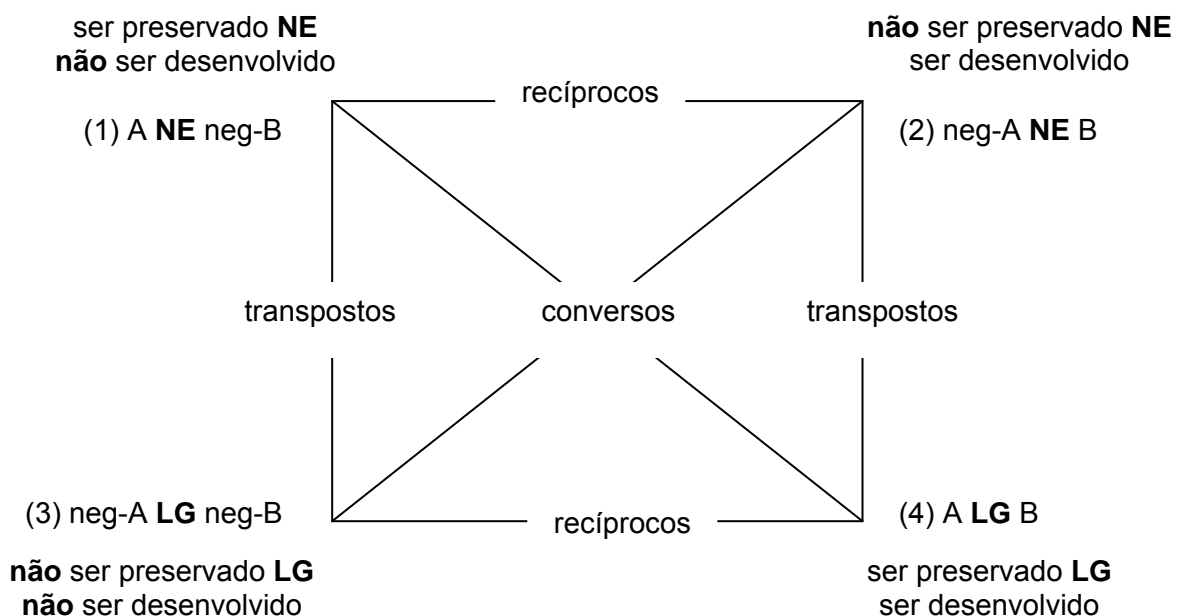 ser preservado NE
não ser desenvolvido
não ser preservado NE
ser desenvolvido
recíprocos
(1) A NE neg-B
(2) neg-A NE B
transpostos
conversos
transpostos
(3) neg-A LG neg-B
recíprocos
(4) A LG B
não ser preservado LG
não ser desenvolvido
ser preservado LG
ser desenvolvido